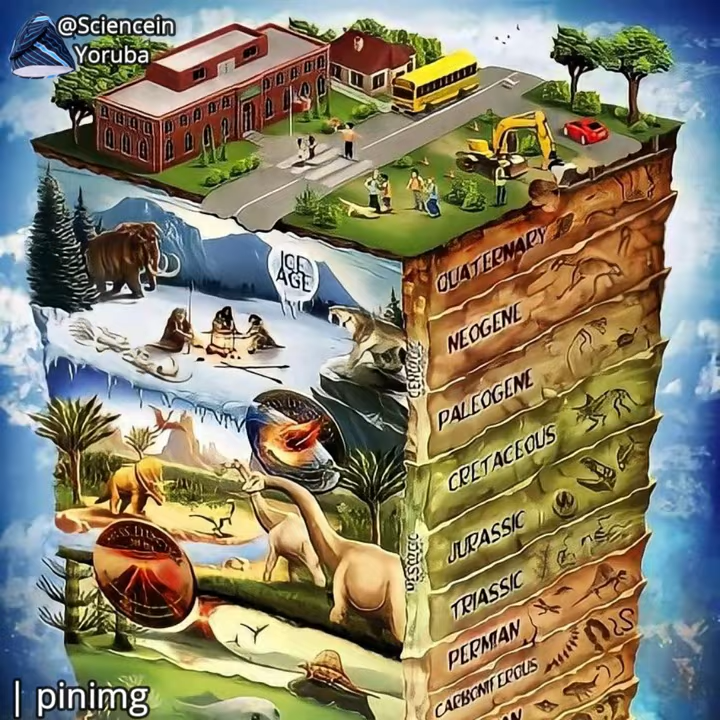 @Sciencein
Yoruba
ICE
AGE
QUATERNARY
NEOGENE
PALEOGENE
CRETACEOUS
JURASSIC
TRIASSIC
PERMIAN
CARBONIFEROUS
| pinimg